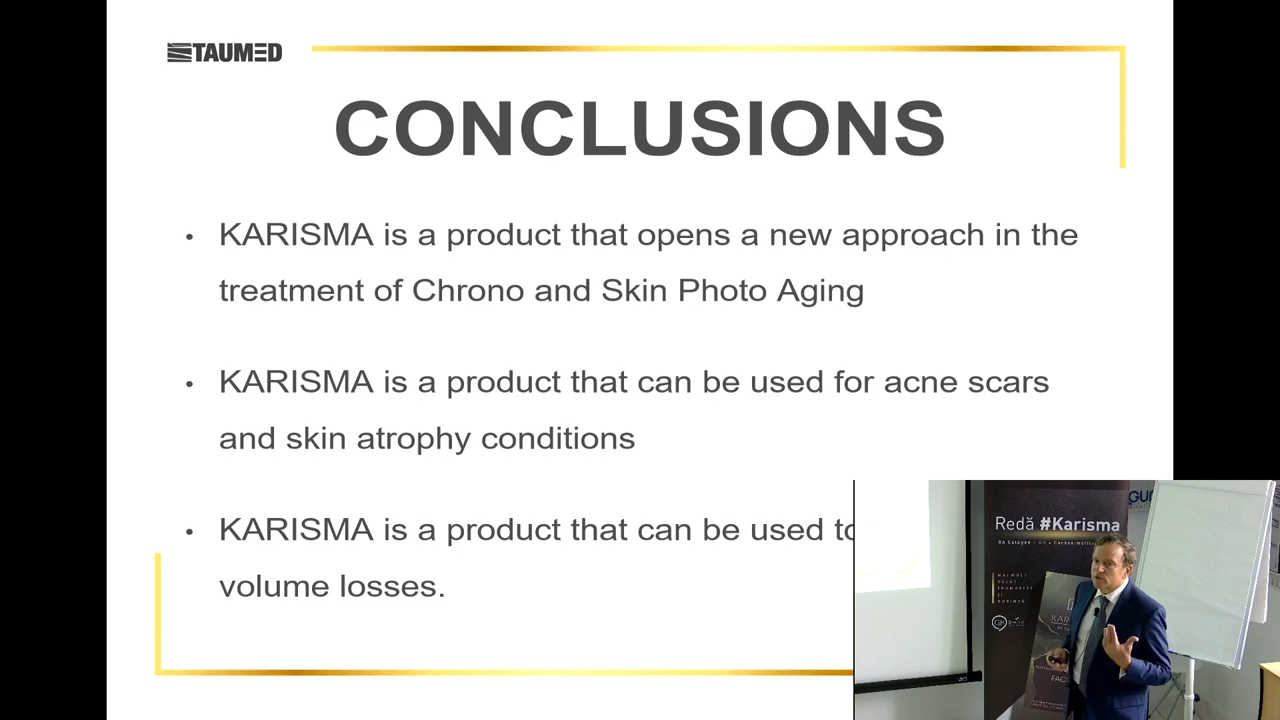 TAUMED
CONCLUSIONS
• KARISMA is a product that opens a new approach in the
treatment of Chrono and Skin Photo Aging
• KARISMA is a product that can be used for acne scars
and skin atrophy conditions
• KARISMA is a product that can be used to
volume losses.
Redă #Karisma